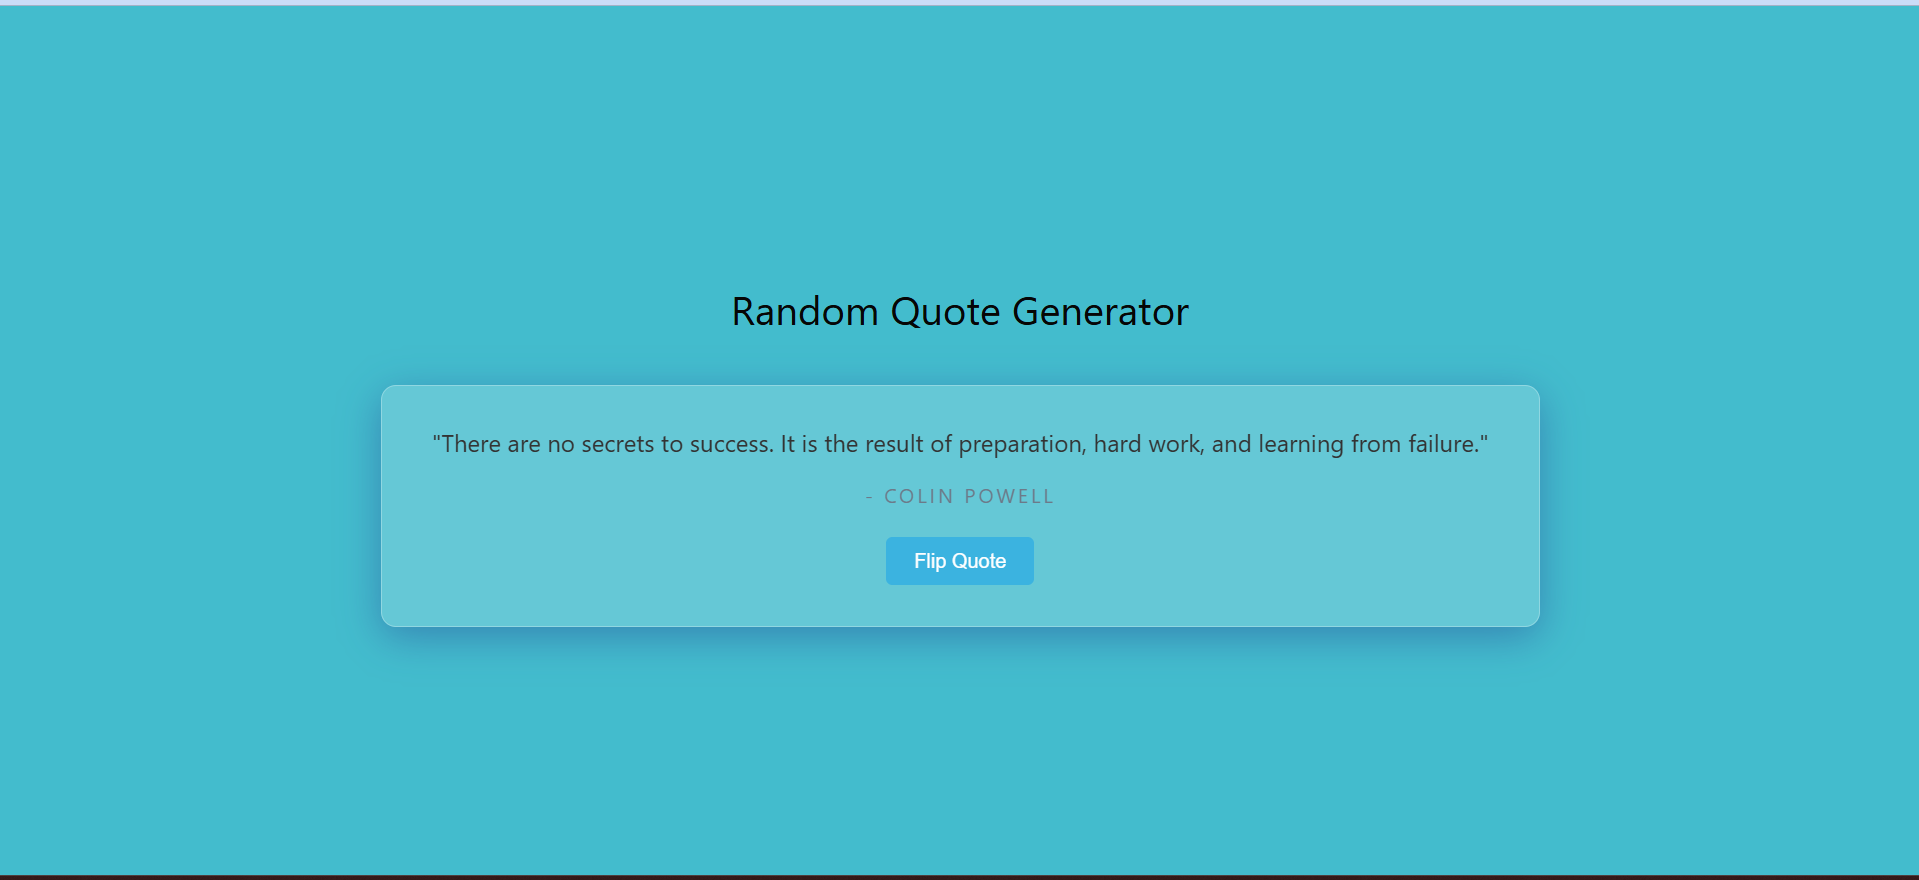 Random Quote Generator
"There are no secrets to success. It is the result of preparation, hard work, and learning from failure."
- COLIN POWELL
Flip Quote